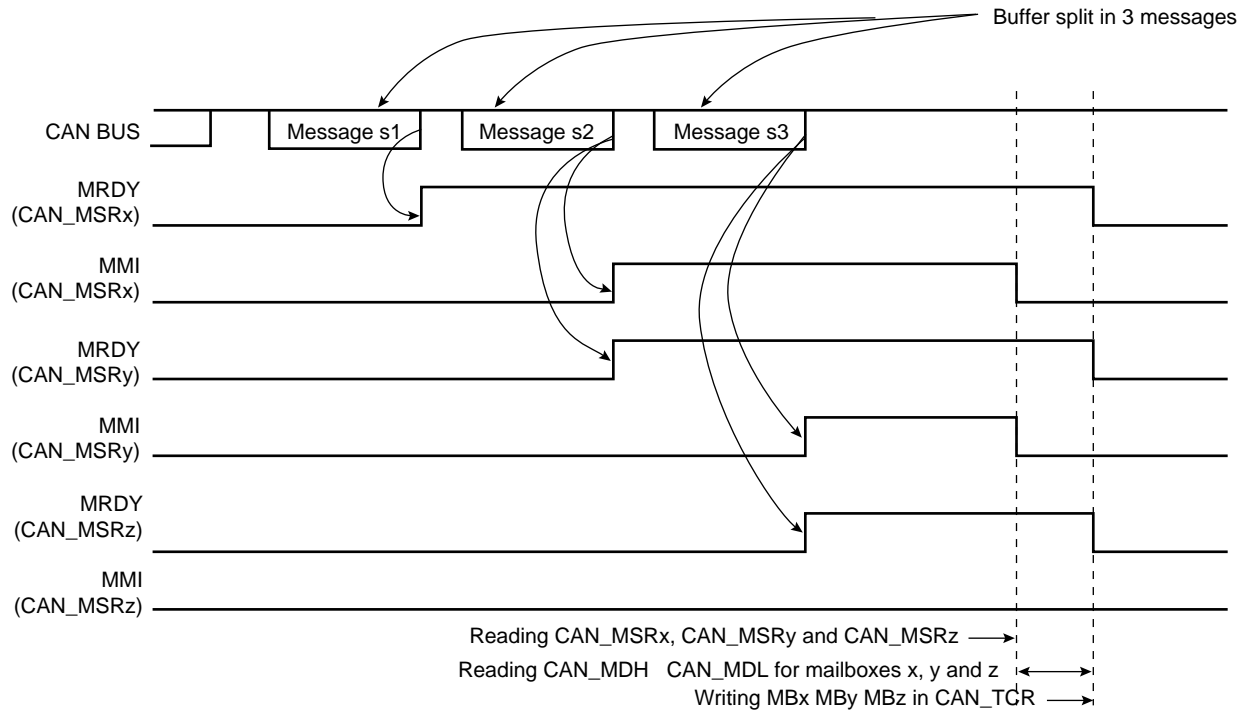 Buffer split in 3 messages
CAN BUS
Message s1
Message s2
Message s3
MRDY
(CAN_MSRx)
MMI
(CAN_MSRx)
MRDY
(CAN_MSRy)
MMI
(CAN_MSRy)
MRDY
(CAN_MSRz)
MMI
(CAN_MSRz)
Reading CAN_MSRx, CAN_MSRy and CAN_MSRz
Reading CAN_MDH CAN_MDL for mailboxes x, y and z
Writing MBx MBy MBz in CAN_TCR